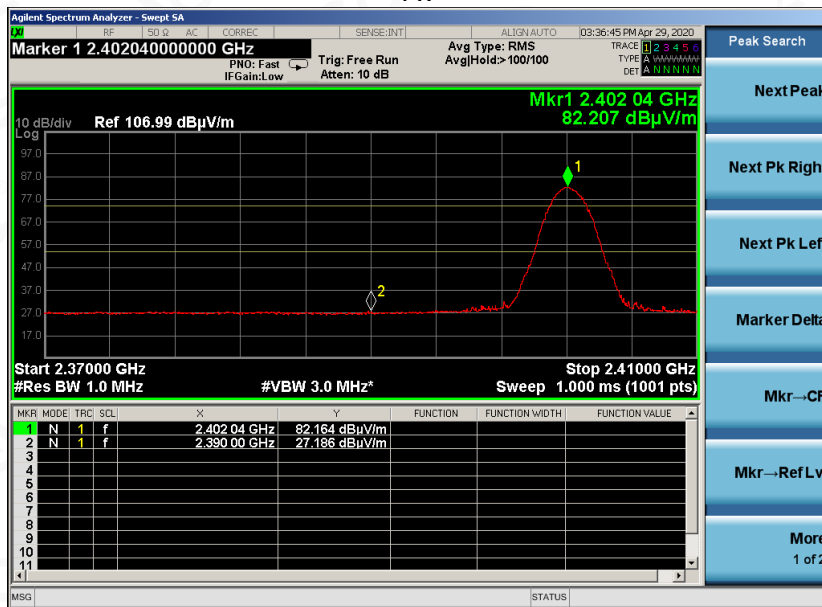 Agilent Spectrum Analyzer - Swept SA
LXI RF 50 Ω AC CORREC SENSE:INT ALIGN AUTO 03:36:45 PM Apr 29, 2020
Marker 1 2.402040000000 GHz
PNO: Fast
IFGain:Low
Trig: Free Run
Atten: 10 dB
Avg Type: RMS
Avg|Hold:> 100/100
TRACE 1 2 3 4 5 6
TYPE A WWWWW
DET A N N N N N
Mkr1 2.402 04 GHz
82.207 dBµV/m
10 dB/div Ref 106.99 dBµV/m
Log
97.0
87.0
77.0
67.0
57.0
47.0
37.0
27.0
17.0
1
2
Start 2.37000 GHz Stop 2.41000 GHz
#Res BW 1.0 MHz #VBW 3.0 MHz* Sweep 1.000 ms (1001 pts)
MKR MODE TRC SCL X Y FUNCTION FUNCTION WIDTH FUNCTION VALUE
1 N 1 f 2.402 04 GHz 82.164 dBµV/m
2 N 1 f 2.390 00 GHz 27.186 dBµV/m
3
4
5
6
7
8
9
10
11
MSG STATUS
Peak Search
Next Peak
Next Pk Righ
Next Pk Lef
Marker Delta
Mkr→CF
Mkr→Ref Lv
More
1 of 2